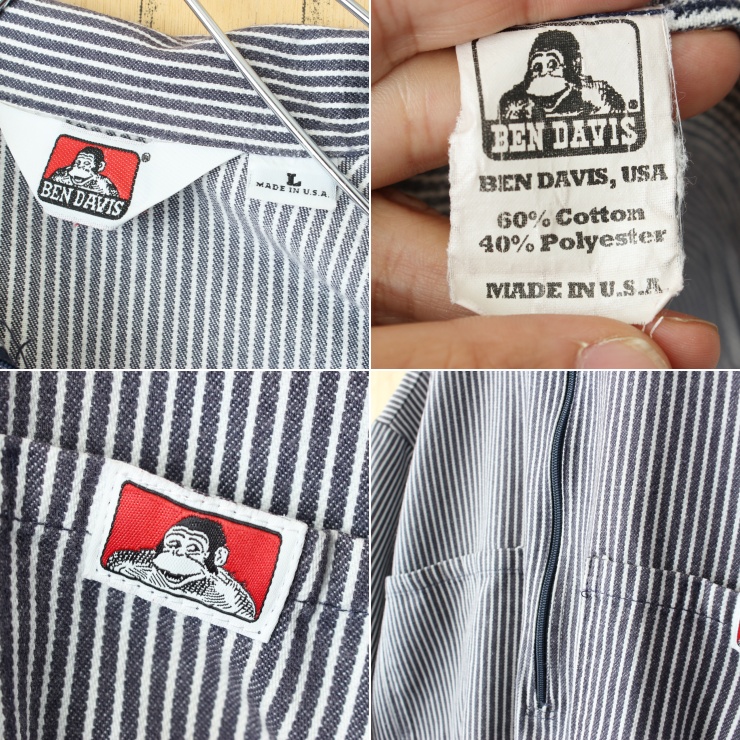 BEN DAVIS
®
L
MADE IN U.S.A.
BEN DAVIS
®
BEN DAVIS, USA
60% Cotton
40% Polyester
MADE IN U.S.A.